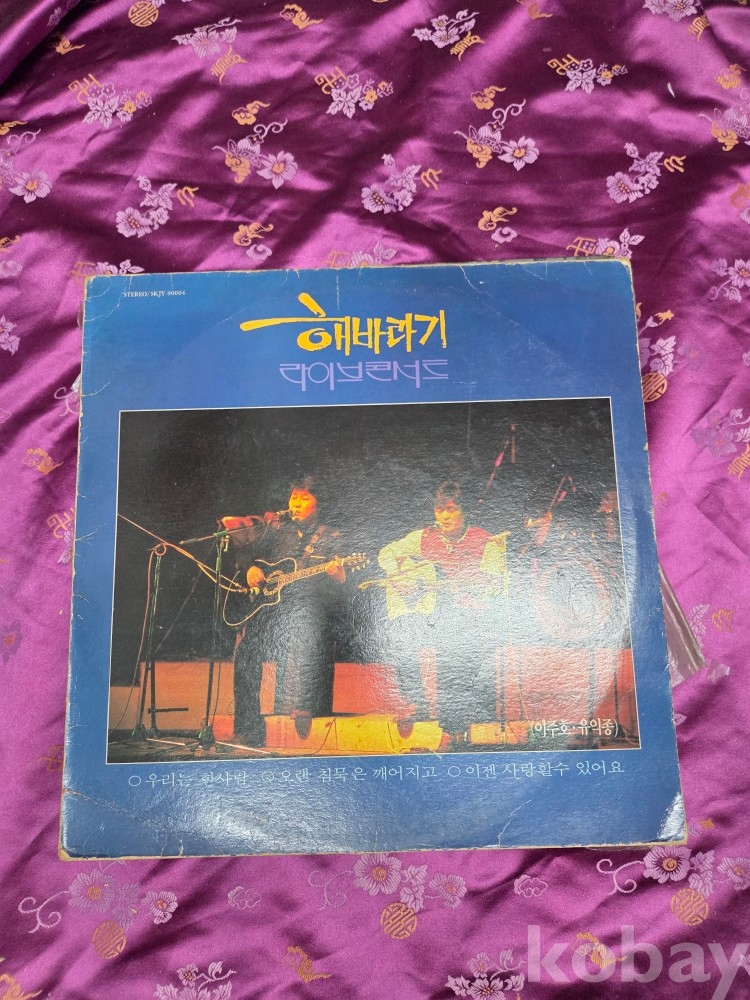 STEREO/SKJY-90004
해바라기
라이브콘서트
(이주호·유의종)
○ 우리는 한사람 ○ 오랜 침묵은 깨어지고 ○ 이젠 사랑할수 있어요
kobay